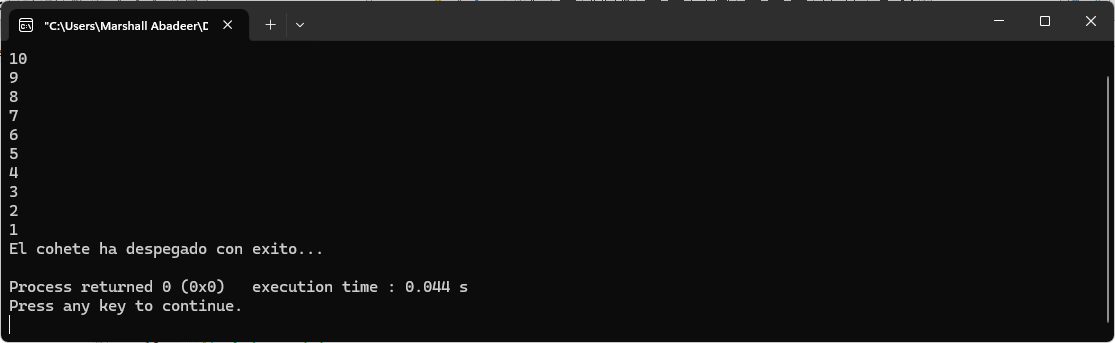 "C:\Users\Marshall Abadeer\D
10
9
8
7
6
5
4
3
2
1
El cohete ha despegado con exito...
Process returned 0 (0x0)   execution time : 0.044 s
Press any key to continue.